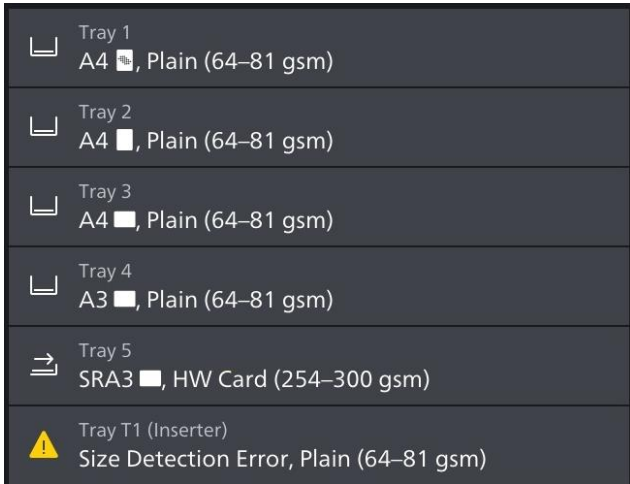 Tray 1
A4 , Plain (64–81 gsm)
Tray 2
A4 , Plain (64–81 gsm)
Tray 3
A4 , Plain (64–81 gsm)
Tray 4
A3 , Plain (64–81 gsm)
Tray 5
SRA3 , HW Card (254–300 gsm)
Tray T1 (Inserter)
Size Detection Error, Plain (64–81 gsm)